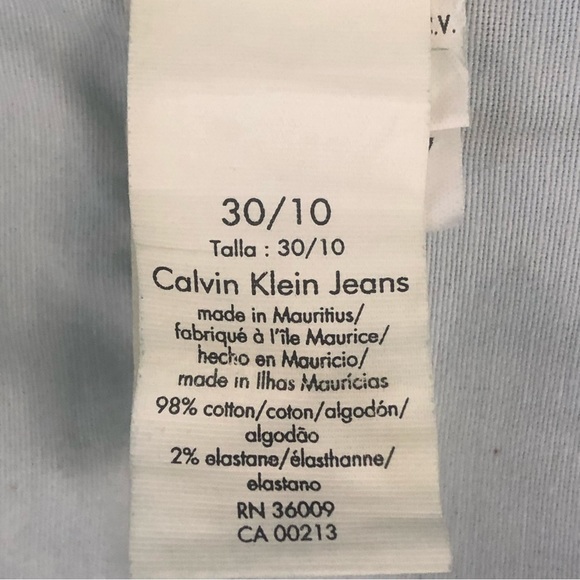 .V.
30/10
Talla : 30/10
Calvin Klein Jeans
made in Mauritius/
fabriqué à l'île Maurice/
hecho en Mauricio/
made in Ilhas Maurícias
98% cotton/coton/algodón/
algodão
2% elastane/élasthanne/
elastano
RN 36009
CA 00213